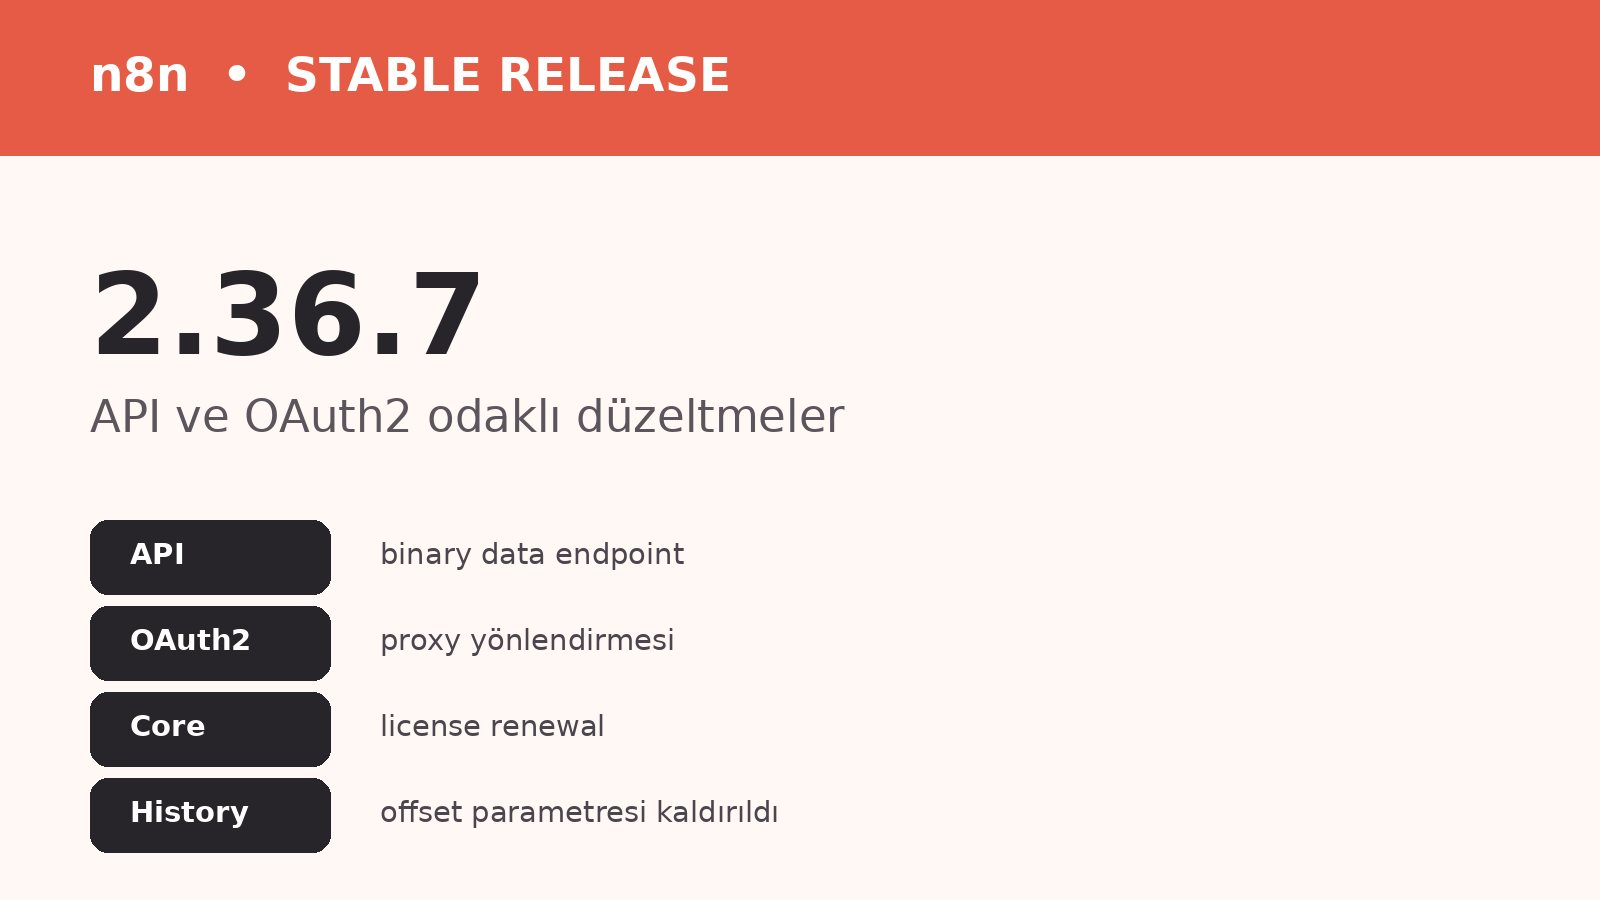 n8n • STABLE RELEASE
2.36.7
API ve OAuth2 odaklı düzeltmeler
API binary data endpoint
OAuth2 proxy yönlendirmesi
Core license renewal
History offset parametresi kaldırıldı